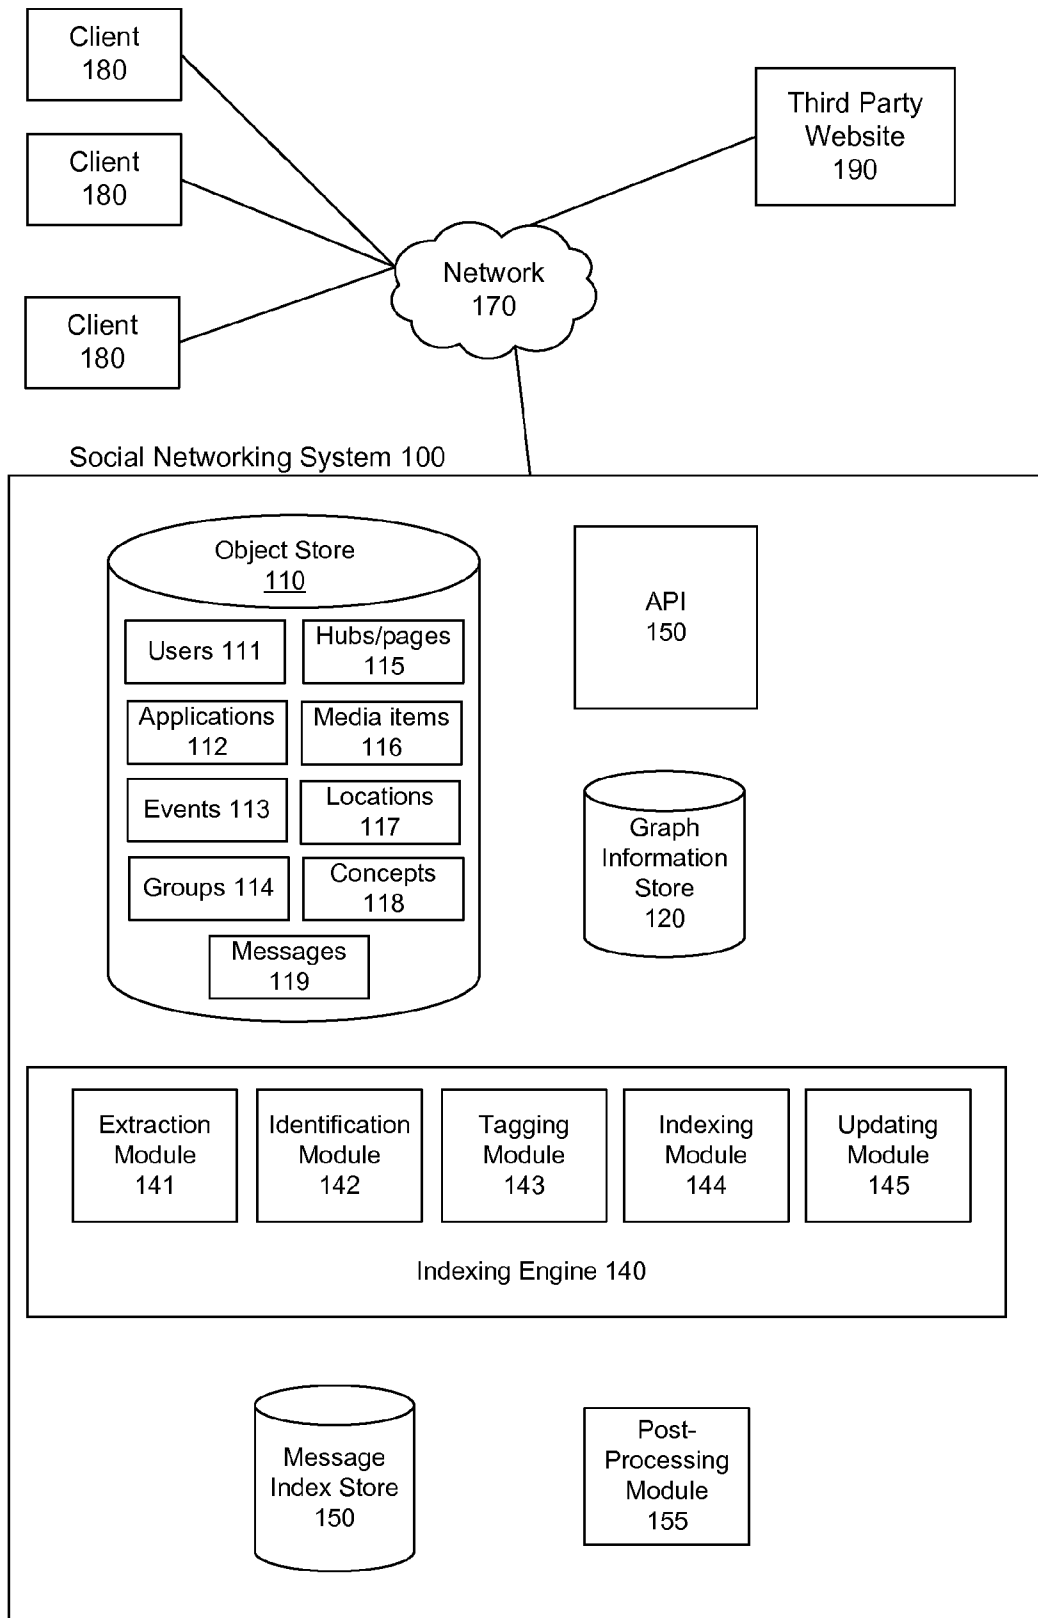 Client
180
Client
180
Client
180
Third Party
Website
190
Network
170
Social Networking System 100
Object Store
110
Users 111
Hubs/pages
115
Applications
112
Media items
116
Events 113
Locations
117
Groups 114
Concepts
118
Messages
119
API
150
Graph
Information
Store
120
Extraction
Module
141
Identification
Module
142
Tagging
Module
143
Indexing
Module
144
Updating
Module
145
Indexing Engine 140
Message
Index Store
150
Post-
Processing
Module
155